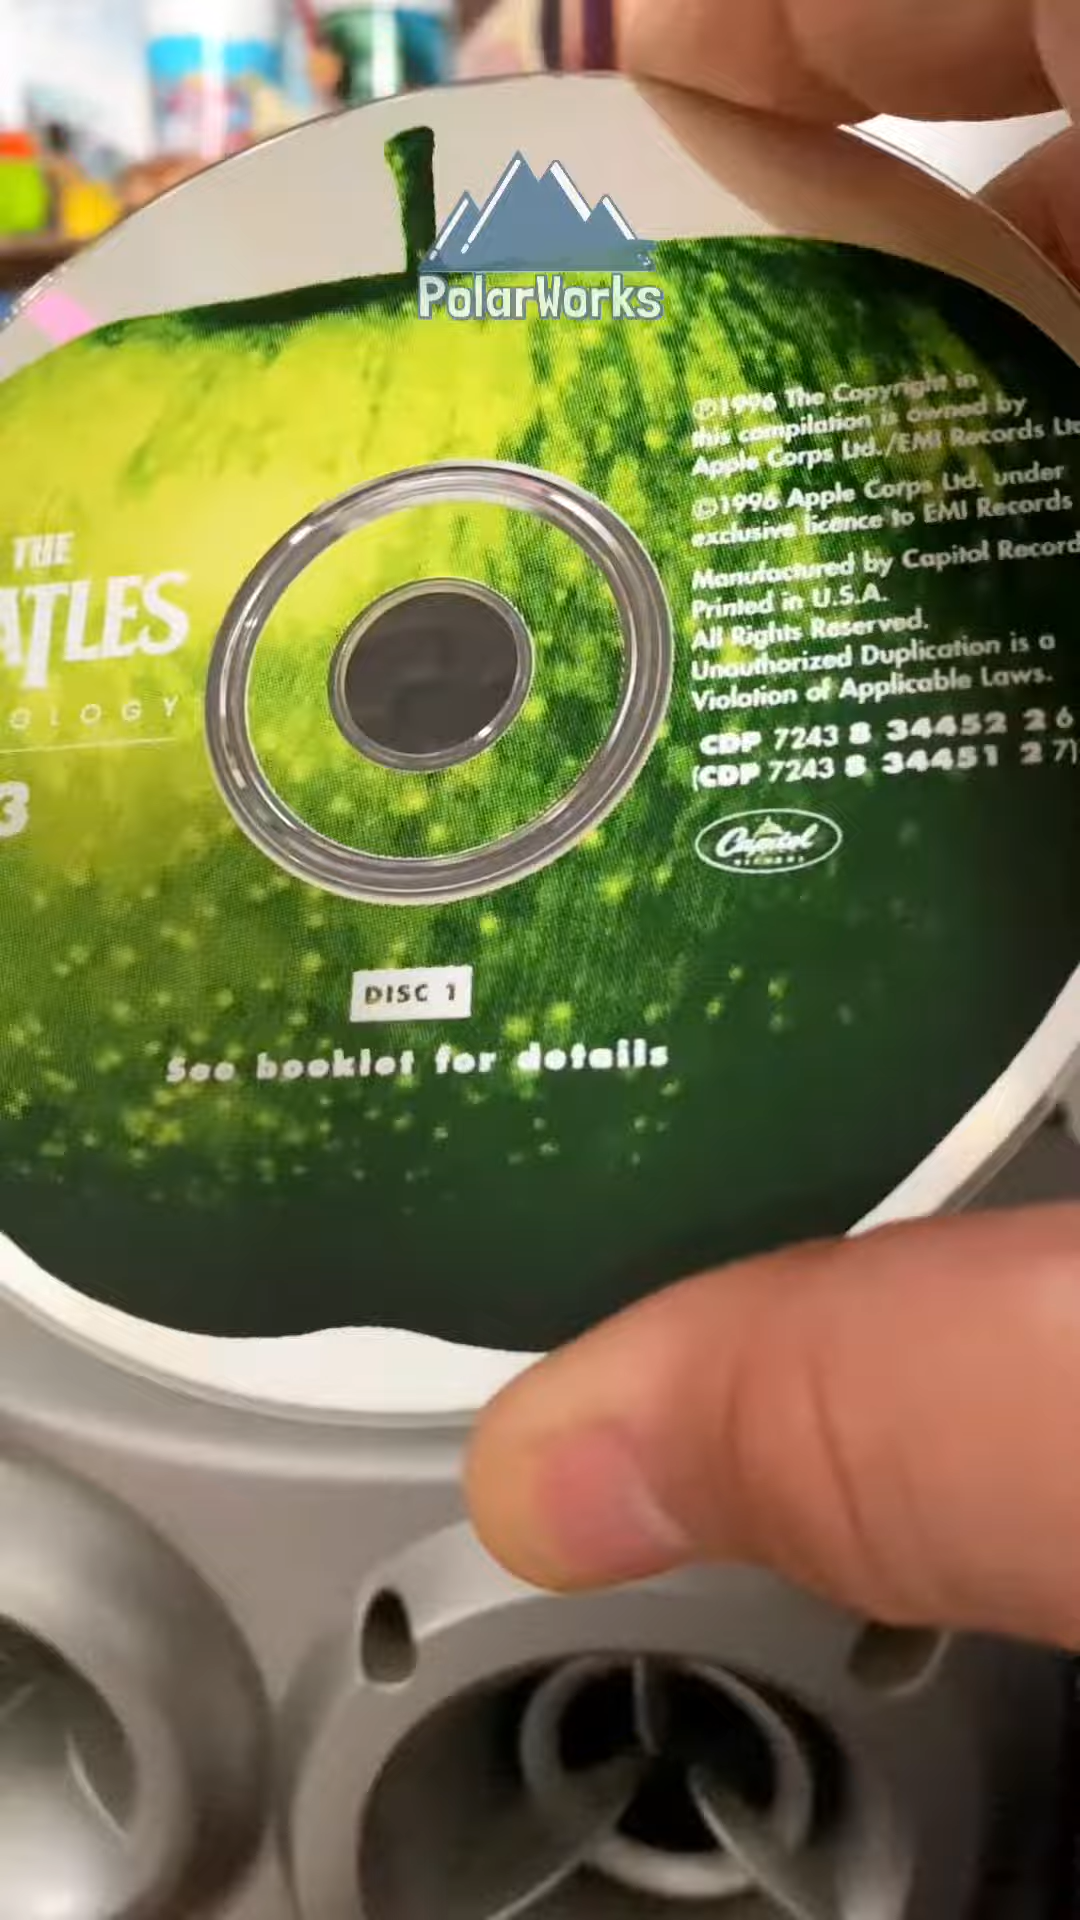 PolarWorks
℗1996 The Copyright in
this compilation is owned by
Apple Corps Ltd./EMI Records Lt
©1996 Apple Corps Ltd. under
exclusive licence to EMI Records
Manufactured by Capitol Record
Printed in U.S.A.
All Rights Reserved.
Unauthorized Duplication is a
Violation of Applicable Laws.
CDP 7243 8 34452 2 6
(CDP 7243 8 34451 2 7)
Capitol
RECORDS
THE
ATLES
OLOGY
3
DISC 1
See booklet for details